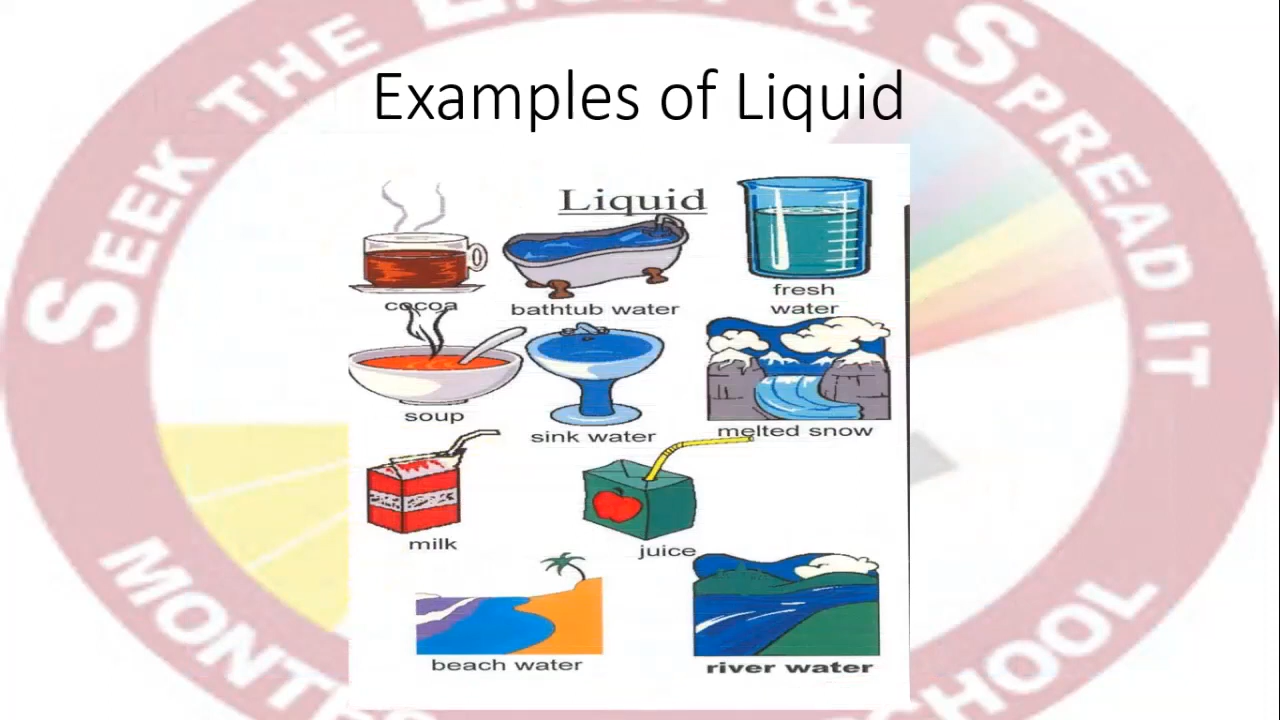 SEEK THE
& SPREAD IT
Examples of Liquid
Liquid
cocoa
bathtub water
fresh
water
soup
sink water
melted snow
milk
juice
beach water
river water
SCHOOL